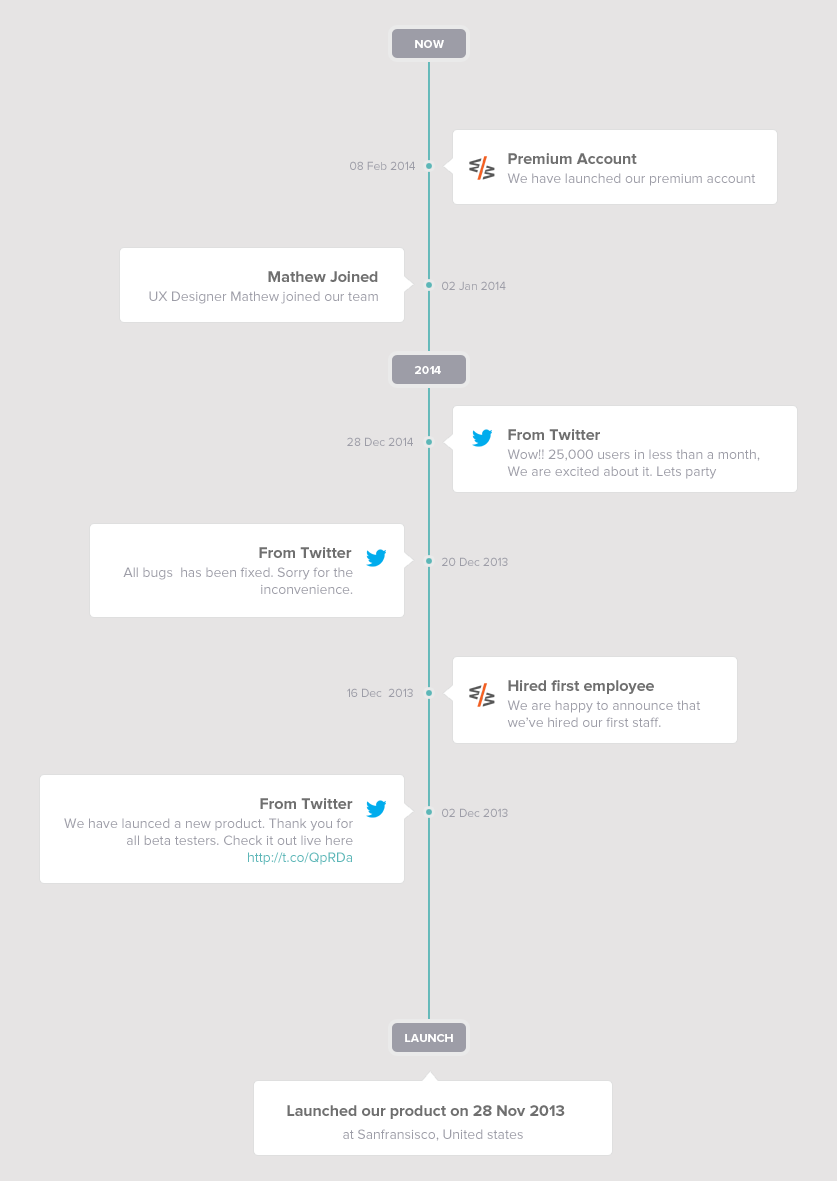 NOW
08 Feb 2014
Premium Account
We have launched our premium account
Mathew Joined
UX Designer Mathew joined our team
02 Jan 2014
2014
28 Dec 2014
From Twitter
Wow!! 25,000 users in less than a month,
We are excited about it. Lets party
From Twitter
All bugs  has been fixed. Sorry for the
inconvenience.
20 Dec 2013
16 Dec  2013
Hired first employee
We are happy to announce that
we've hired our first staff.
From Twitter
We have launced a new product. Thank you for
all beta testers. Check it out live here
http://t.co/QpRDa
02 Dec 2013
LAUNCH
Launched our product on 28 Nov 2013
at Sanfransisco, United states